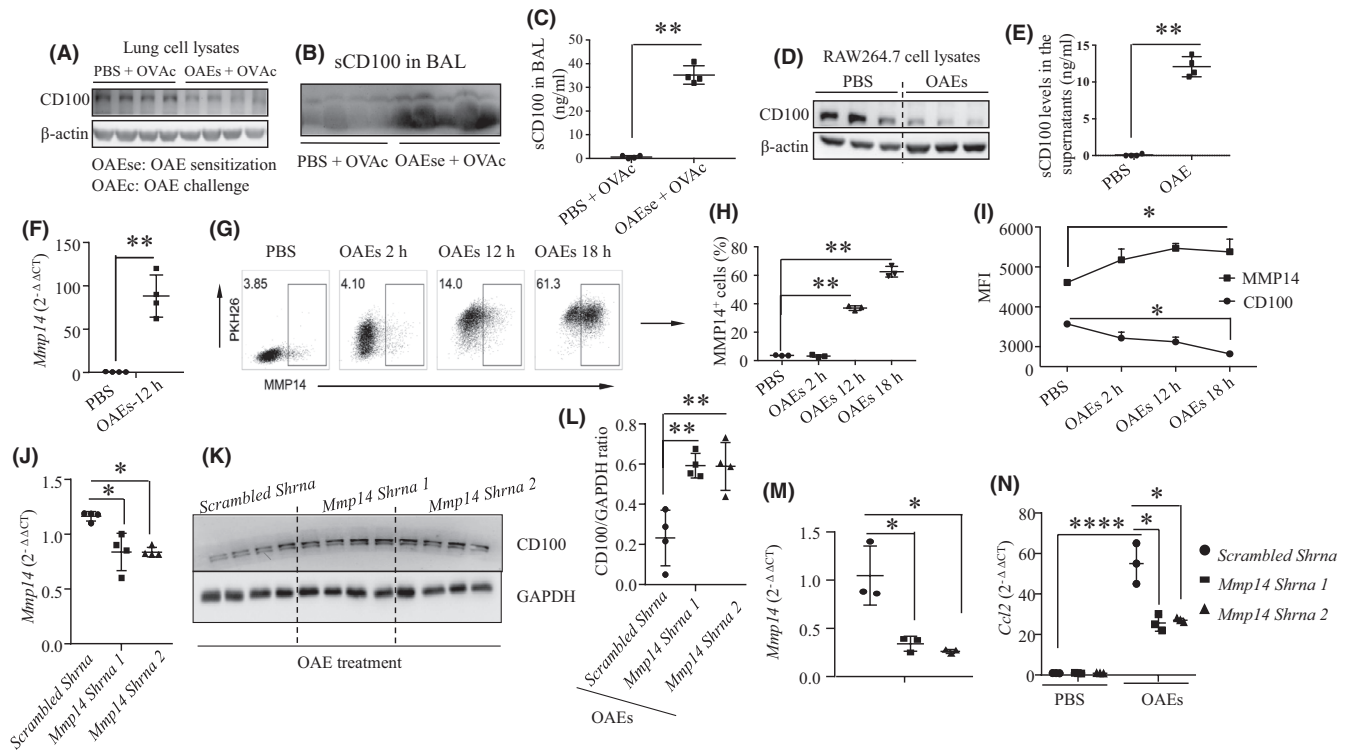 (A)
Lung cell lysates
PBS + OVAc OAEs + OVAc
CD100
β-actin
OAEse: OAE sensitization
OAEc: OAE challenge
(B)
sCD100 in BAL
PBS + OVAc OAEse + OVAc
(C)
**
sCD100 in BAL
(ng/ml)
50
40
30
20
10
0
PBS + OVAc
OAEse + OVAc
(D)
RAW264.7 cell lysates
PBS OAEs
CD100
β-actin
(E)
**
sCD100 levels in the
supernatants (ng/ml)
15
10
5
0
PBS
OAE
(F)
**
Mmp14 (2-ΔΔCT)
150
100
50
0
PBS
OAEs-12 h
(G)
PBS OAEs 2 h OAEs 12 h OAEs 18 h
3.85 4.10 14.0 61.3
PKH26
MMP14
(H)
**
**
MMP14+ cells (%)
80
60
40
20
0
PBS
OAEs 2 h
OAEs 12 h
OAEs 18 h
(I)
*
*
MFI
6000
5000
4000
3000
MMP14
CD100
PBS
OAEs 2 h
OAEs 12 h
OAEs 18 h
(J)
*
*
Mmp14 (2-ΔΔCT)
1.5
1.0
0.5
0.0
Scrambled Shrna
Mmp14 Shrna 1
Mmp14 Shrna 2
(K)
Scrambled Shrna Mmp14 Shrna 1 Mmp14 Shrna 2
CD100
GAPDH
OAE treatment
(L)
**
**
CD100/GAPDH ratio
0.8
0.6
0.4
0.2
0.0
Scrambled Shrna
Mmp14 Shrna 1
Mmp14 Shrna 2
OAEs
(M)
*
*
Mmp14 (2-ΔΔCT)
1.5
1.0
0.5
0.0
(N)
*
**** *
Ccl2 (2-ΔΔCT)
80
60
40
20
0
PBS OAEs
Scrambled Shrna
Mmp14 Shrna 1
Mmp14 Shrna 2